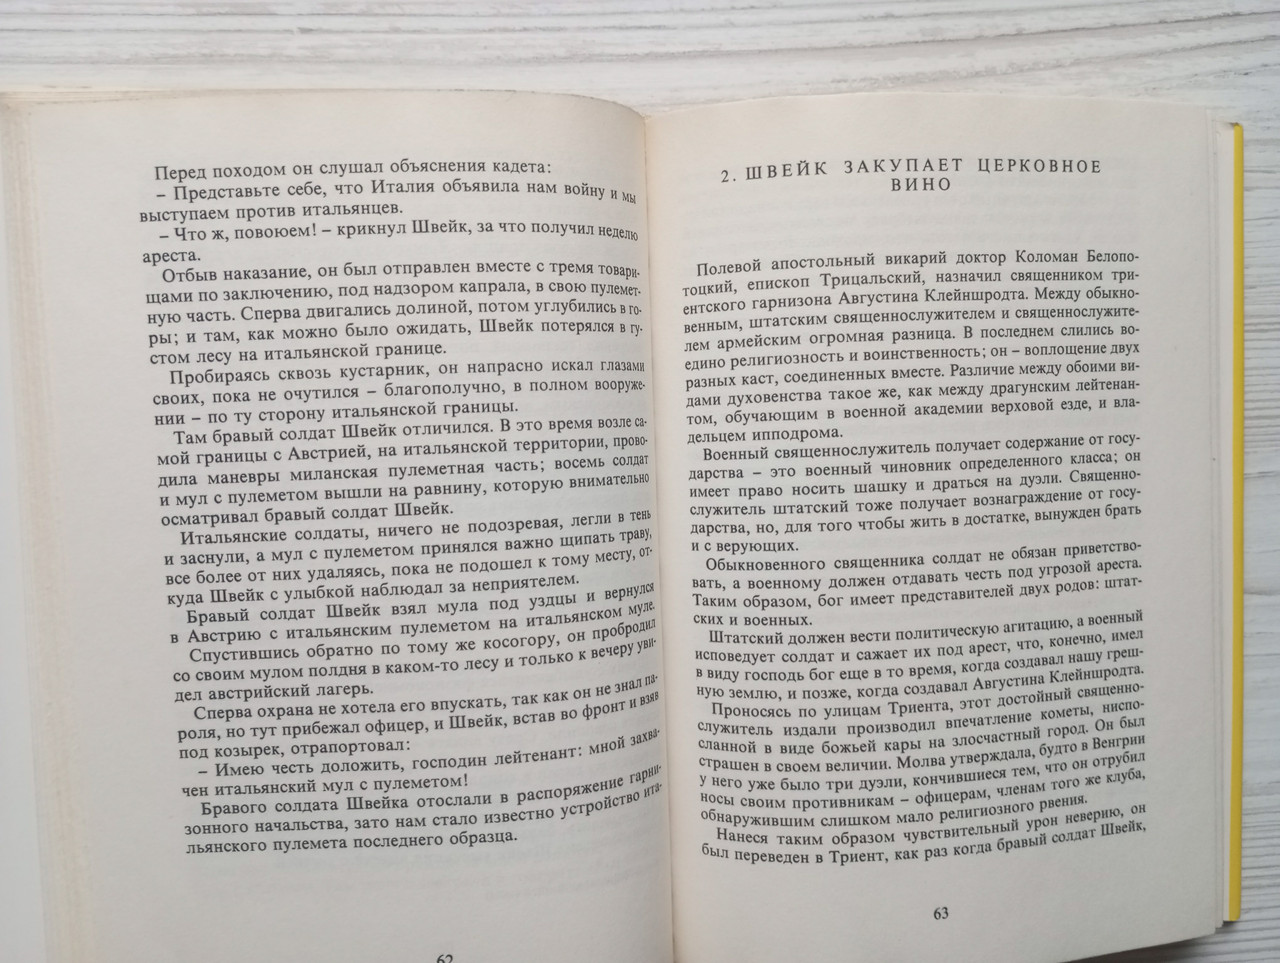 Перед походом он слушал объяснения кадета:
– Представьте себе, что Италия объявила нам войну и мы
выступаем против итальянцев.
– Что ж, повоюем! – крикнул Швейк, за что получил неделю
ареста.
Отбыв наказание, он был отправлен вместе с тремя товари-
щами по заключению, под надзором капрала, в свою пулемет-
ную часть. Сперва двигались долиной, потом углубились в го-
ры; и там, как можно было ожидать, Швейк потерялся в гу-
стом лесу на итальянской границе.
Пробираясь сквозь кустарник, он напрасно искал глазами
своих, пока не очутился – благополучно, в полном вооруже-
нии – по ту сторону итальянской границы.
Там бравый солдат Швейк отличился. В это время возле са-
мой границы с Австрией, на итальянской территории, прово-
дила маневры миланская пулеметная часть; восемь солдат
и мул с пулеметом вышли на равнину, которую внимательно
осматривал бравый солдат Швейк.
Итальянские солдаты, ничего не подозревая, легли в тень
и заснули, а мул с пулеметом принялся важно щипать траву,
все более от них удаляясь, пока не подошел к тому месту, от-
куда Швейк с улыбкой наблюдал за неприятелем.
Бравый солдат Швейк взял мула под уздцы и вернулся
в Австрию с итальянским пулеметом на итальянском муле.
Спустившись обратно по тому же косогору, он пробродил
со своим мулом полдня в каком-то лесу и только к вечеру уви-
дел австрийский лагерь.
Сперва охрана не хотела его впускать, так как он не знал па-
роля, но тут прибежал офицер, и Швейк, встав во фронт и взяв
под козырек, отрапортовал:
– Имею честь доложить, господин лейтенант: мной захва-
чен итальянский мул с пулеметом!
Бравого солдата Швейка отослали в распоряжение гарни-
зонного начальства, зато нам стало известно устройство ита-
льянского пулемета последнего образца.
62
2. ШВЕЙК ЗАКУПАЕТ ЦЕРКОВНОЕ
ВИНО
Полевой апостольный викарий доктор Коломан Белопо-
тоцкий, епископ Трицальский, назначил священником три-
ентского гарнизона Августина Клейншродта. Между обыкно-
венным, штатским священнослужителем и священнослужите-
лем армейским огромная разница. В последнем слились во-
едино религиозность и воинственность; он – воплощение двух
разных каст, соединенных вместе. Различие между обоими ви-
дами духовенства такое же, как между драгунским лейтенан-
том, обучающим в военной академии верховой езде, и вла-
дельцем ипподрома.
Военный священнослужитель получает содержание от госу-
дарства – это военный чиновник определенного класса; он
имеет право носить шашку и драться на дуэли. Священно-
служитель штатский тоже получает вознаграждение от госу-
дарства, но, для того чтобы жить в достатке, вынужден брать
и с верующих.
Обыкновенного священника солдат не обязан приветство-
вать, а военному должен отдавать честь под угрозой ареста.
Таким образом, бог имеет представителей двух родов: штат-
ских и военных.
Штатский должен вести политическую агитацию, а военный
исповедует солдат и сажает их под арест, что, конечно, имел
в виду господь бог еще в то время, когда создавал нашу греш-
ную землю, и позже, когда создавал Августина Клейншродта.
Проносясь по улицам Триента, этот достойный священно-
служитель издали производил впечатление кометы, ниспо-
сланной в виде божьей кары на злосчастный город. Он был
страшен в своем величии. Молва утверждала, будто в Венгрии
у него уже было три дуэли, кончившиеся тем, что он отрубил
носы своим противникам – офицерам, членам того же клуба,
обнаружившим слишком мало религиозного рвения.
Нанеся таким образом чувствительный урон неверию, он
был переведен в Триент, как раз когда бравый солдат Швейк,
63